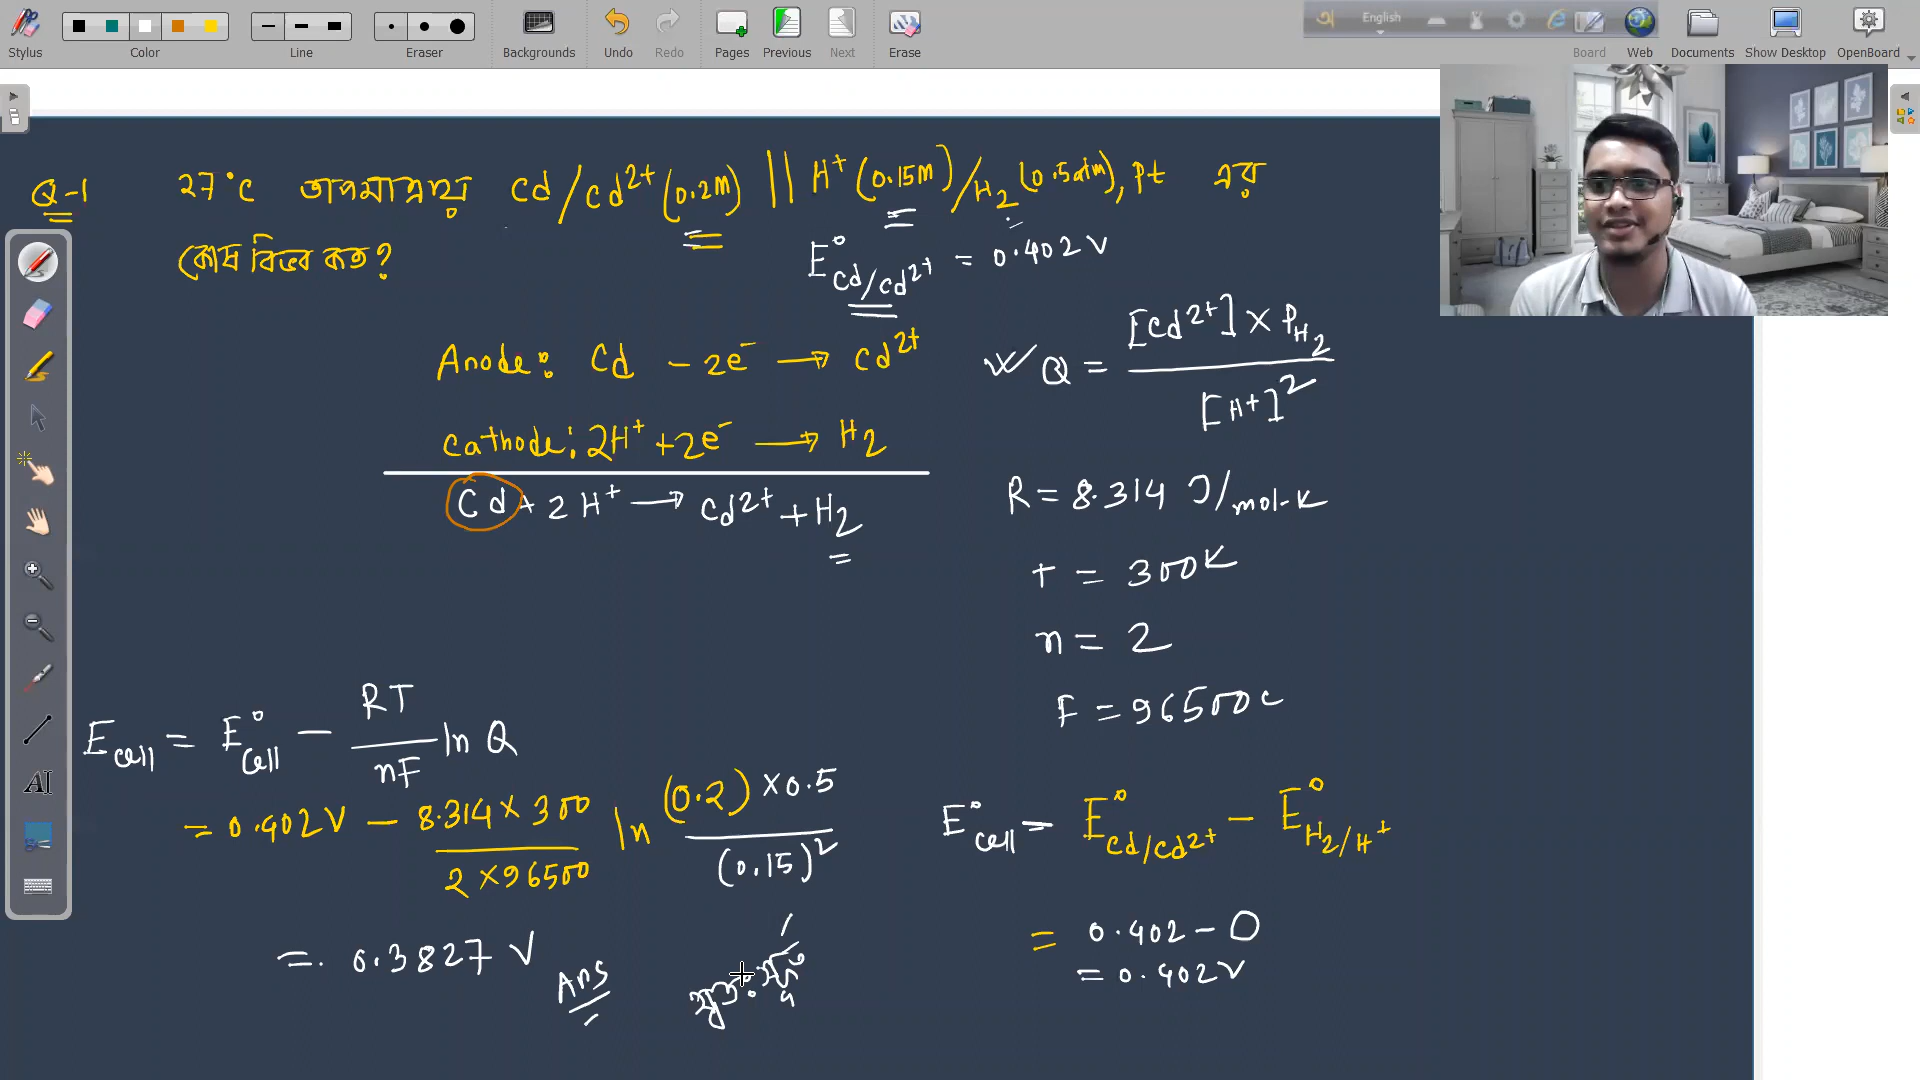 Stylus Color Line Eraser Backgrounds Undo Redo Pages Previous Next Erase
English
Board Web Documents Show Desktop OpenBoard
Q-1 27°C তাপমাত্রায় Cd/Cd2+ (0.2M) || H+ (0.15M)/H2 (0.5atm), Pt এর
কোষ বিভব কত?
E°Cd/Cd2+ = 0.402 V
Anode: Cd - 2e- → Cd2+
Cathode: 2H+ + 2e- → H2
Cd + 2H+ → Cd2+ + H2
Q = [Cd2+] × PH2 / [H+]2
R = 8.314 J/mol-K
T = 300K
n = 2
F = 96500C
Ecell = E°cell - RT/nF ln Q
= 0.402V - 8.314 × 300 / 2 × 96500 ln (0.2) × 0.5 / (0.15)2
= 0.3827 V
Ans
E°cell = E°Cd/Cd2+ - E°H2/H+
= 0.402 - 0
= 0.402V
AI